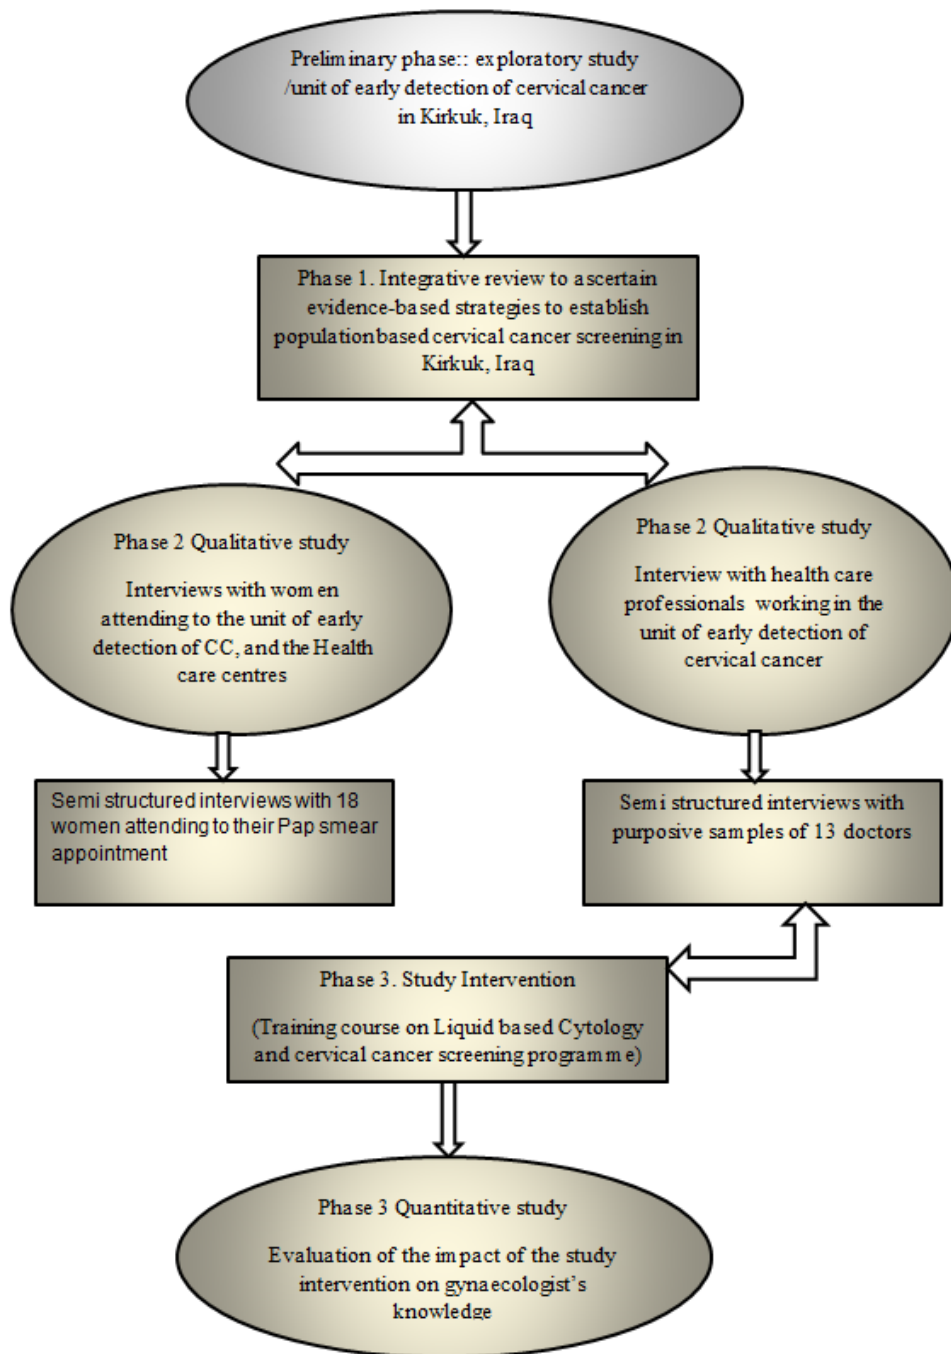 Preliminary phase:: exploratory study
/unit of early detection of cervical cancer
in Kirkuk, Iraq
Phase 1. Integrative review to ascertain
evidence-based strategies to establish
population based cervical cancer screening in
Kirkuk, Iraq
Phase 2 Qualitative study
Interviews with women
attending to the unit of early
detection of CC, and the Health
care centres
Phase 2 Qualitative study
Interview with health care
professionals working in the
unit of early detection of
cervical cancer
Semi structured interviews with 18
women attending to their Pap smear
appointment
Semi structured interviews with
purposive samples of 13 doctors
Phase 3. Study Intervention
(Training course on Liquid based Cytology
and cervical cancer screening programme)
Phase 3 Quantitative study
Evaluation of the impact of the study
intervention on gynaecologist’s
knowledge